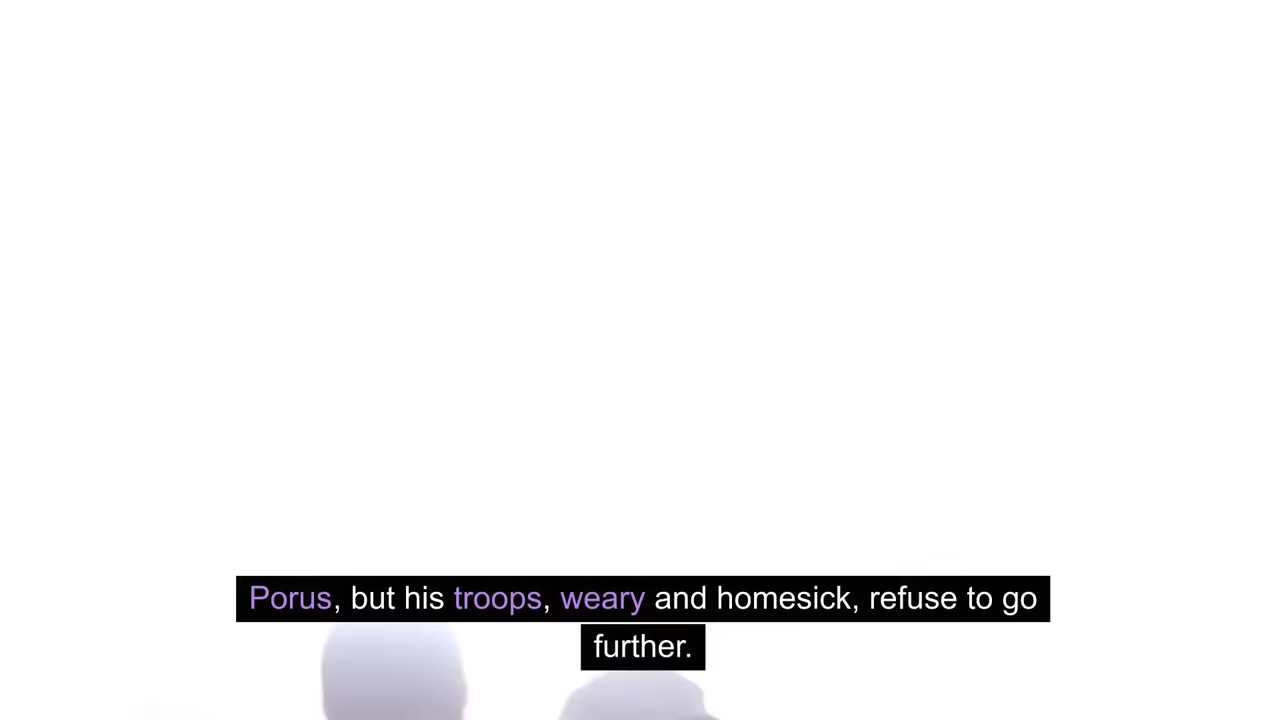 Porus, but his troops, weary and homesick, refuse to go
further.